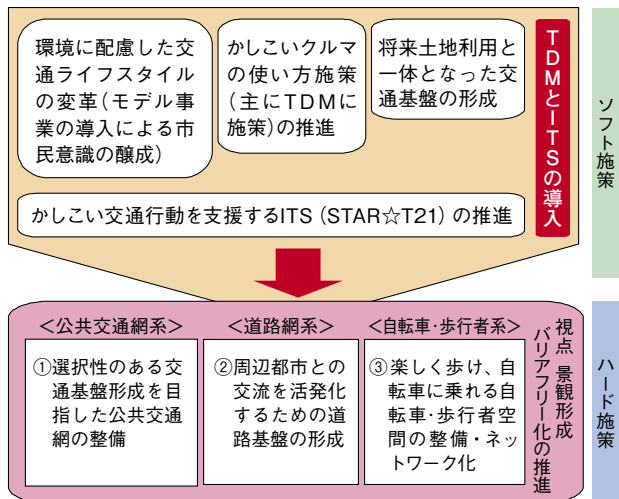 環境に配慮した交
通ライフスタイル
の変革(モデル事
業の導入による市
民意識の醸成)
かしこいクルマ
の使い方施策
(主にTDMに
施策)の推進
将来土地利用と
一体となった交
通基盤の形成
TDMとITSの導入
ソフト施策
かしこい交通行動を支援するITS(STAR☆T21)の推進
<公共交通網系>
①選択性のある交
通基盤形成を目
指した公共交通
網の整備
<道路網系>
②周辺都市との
交流を活発化
するための道
路基盤の形成
<自転車・歩行者系>
③楽しく歩け、自
転車に乗れる自
転車・歩行者空
間の整備・ネッ
トワーク化
視点 景観形成
バリアフリー化の推進
ハード施策